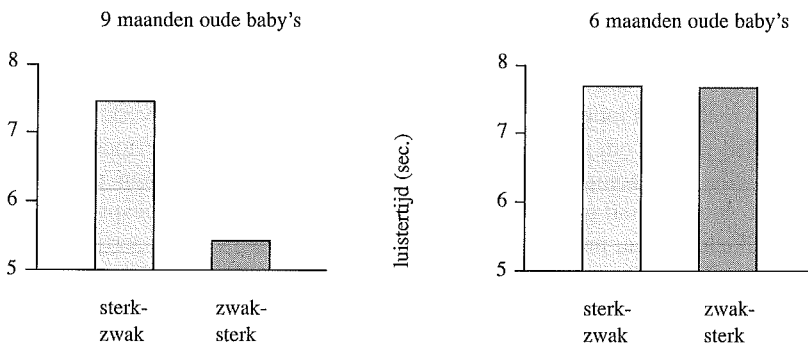 9 maanden oude baby's
8
7
6
5
sterk-
zwak
zwak-
sterk
6 maanden oude baby's
luistertijd (sec.)
8
7
6
5
sterk-
zwak
zwak-
sterk